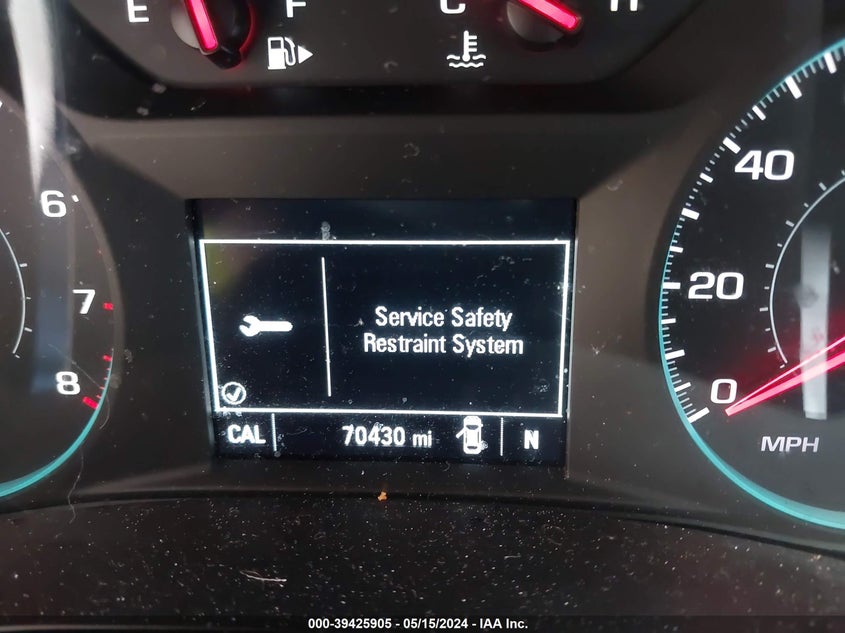 E F C H
6
7
8
40
20
0
MPH
Service Safety
Restraint System
CAL 70430 mi N
000-39425905 - 05/15/2024 - IAA Inc.